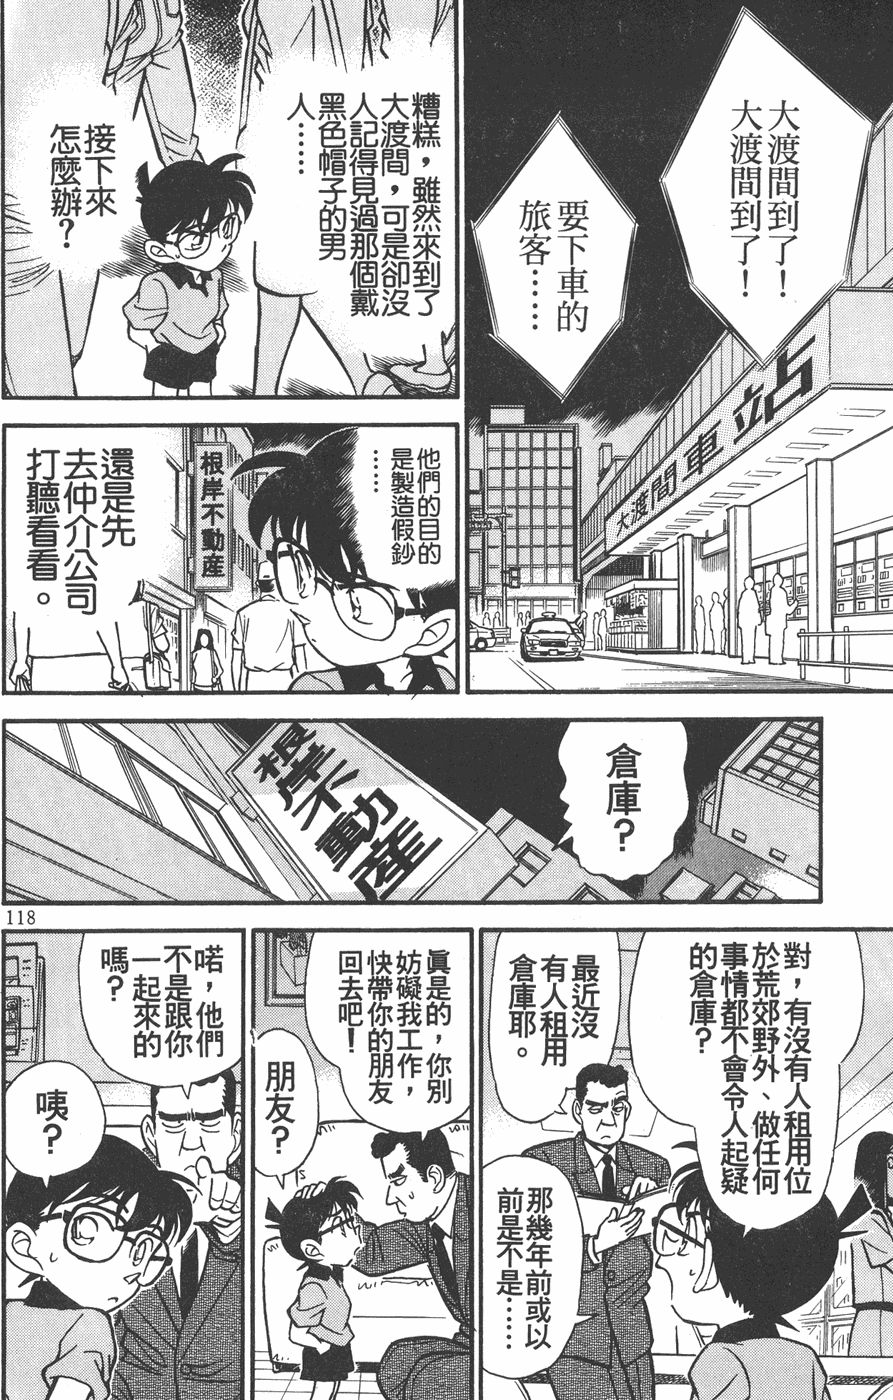 大渡間到了！
大渡間到了！
要下車的
旅客……
大渡間車站
糟糕，雖然來到了
大渡間，可是卻沒
人記得見過那個戴
黑色帽子的男
人……
接下來
怎麼辦？
他們的目的
是製造假鈔
……
根岸不動産
還是先
去仲介公司
打聽看看。
倉庫？
根岸不動産
118
對，有沒有人租用位
於荒郊野外、做任何
事情都不會令人起疑
的倉庫？
最近沒
有人租用
倉庫耶。
那幾年前或以
前是不是……
眞是的，你別
妨礙我工作，
快帶你的朋友
回去吧！
朋友？
喏，他們
不是跟你
一起來的
嗎？
咦？